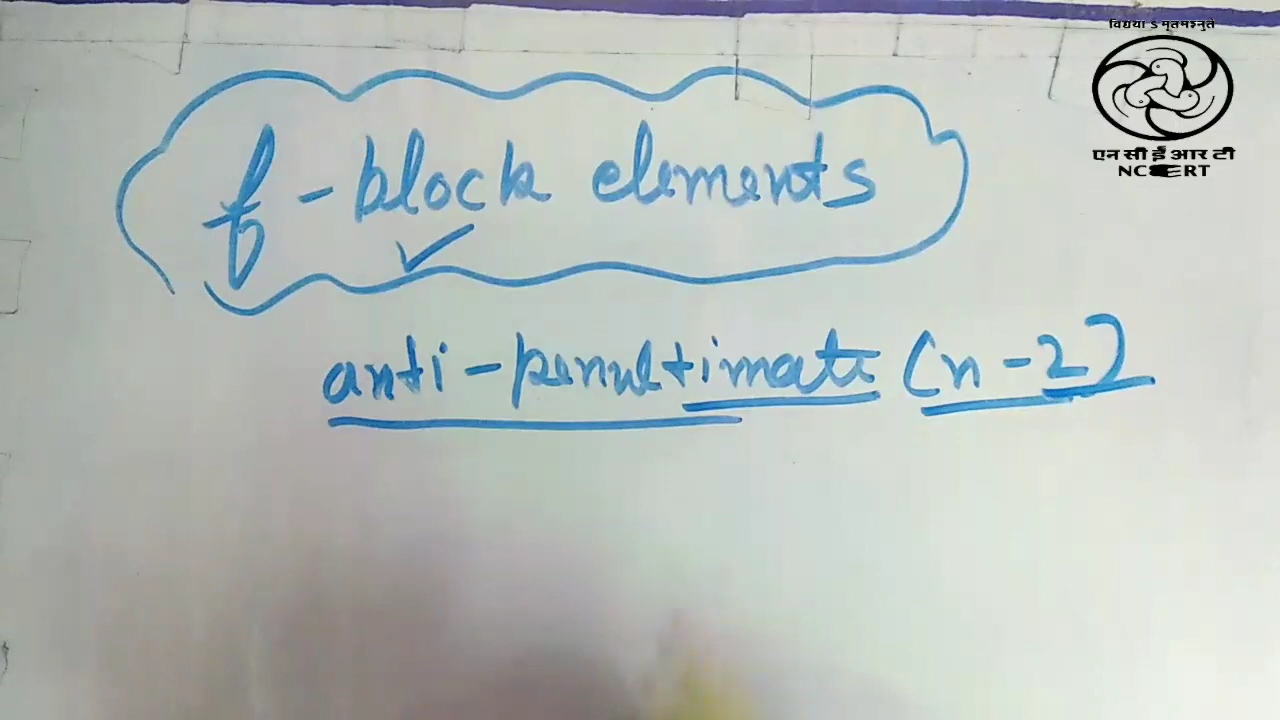 विद्यया ऽ मृतमश्नुते
एन सी ई आर टी
NCERT
f - block elements
anti - penultimate (n - 2)